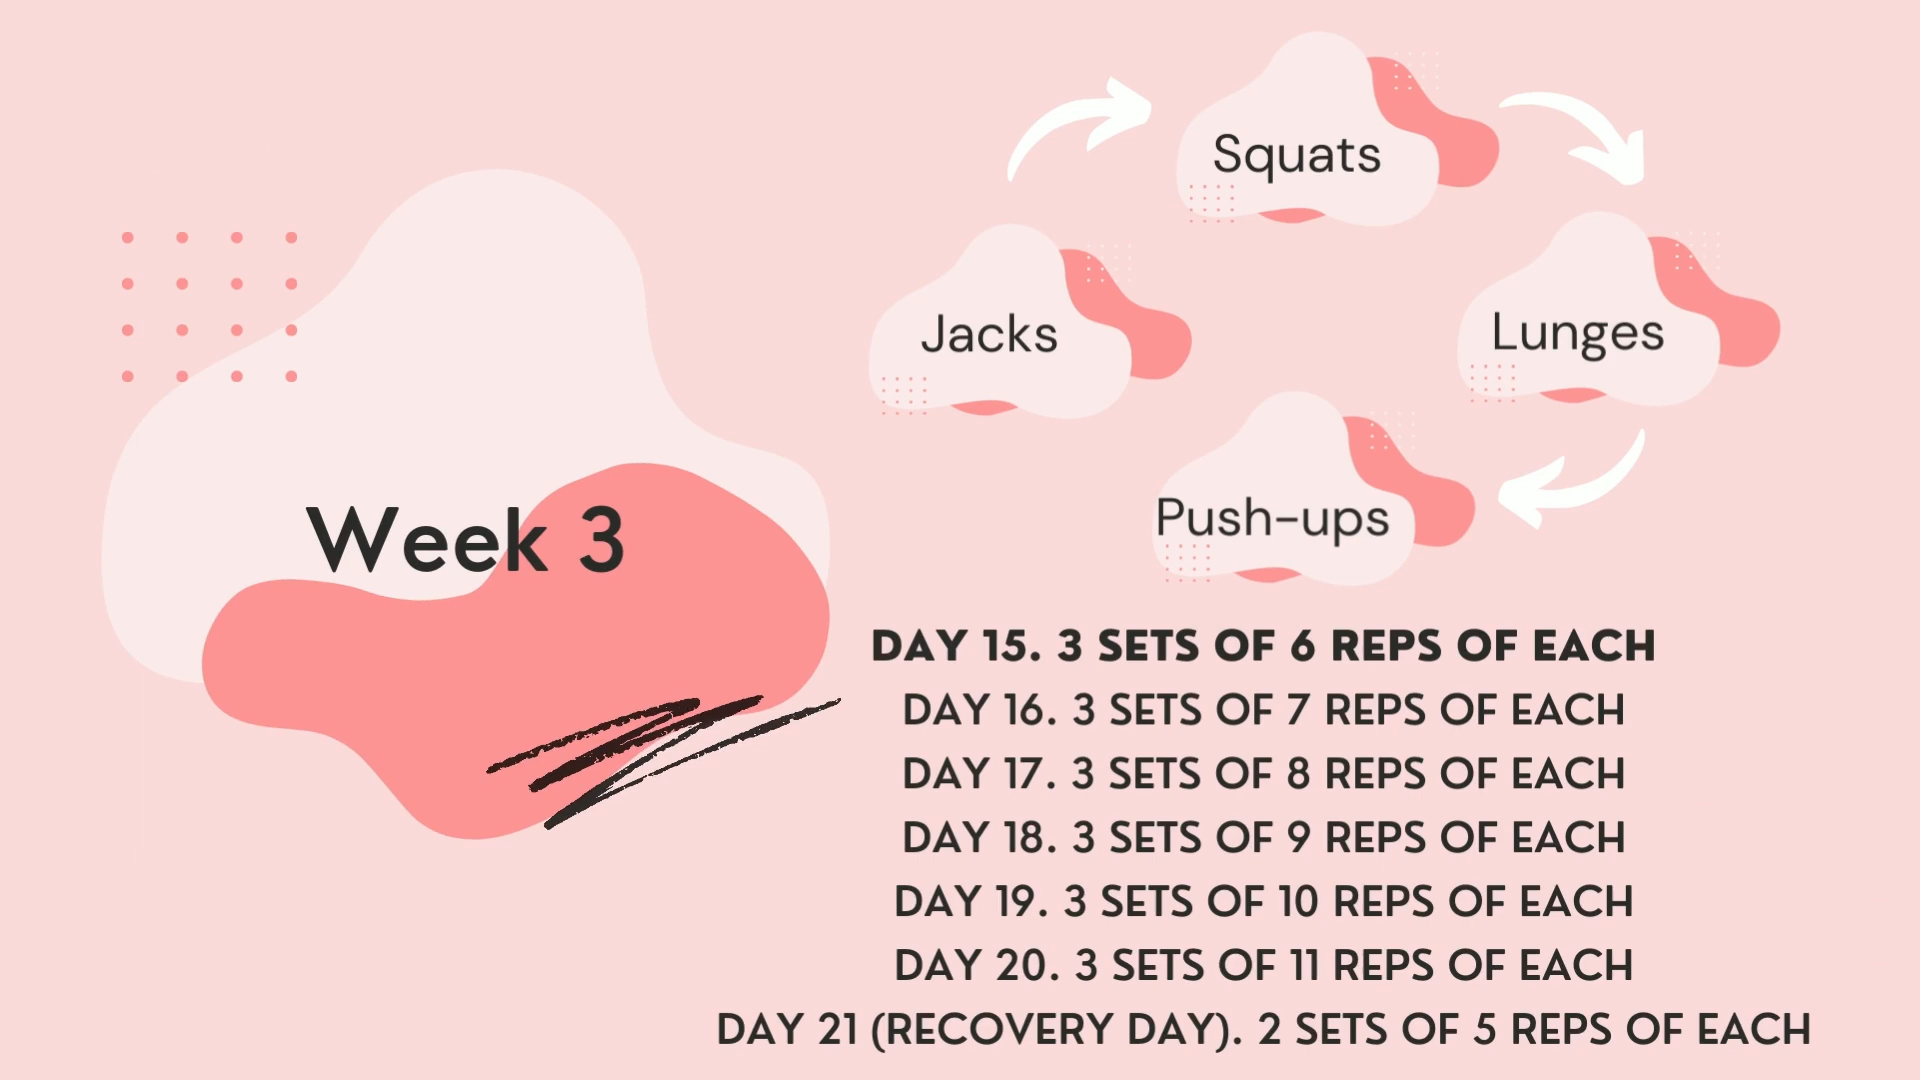 Squats
Jacks
Lunges
Push-ups
Week 3
DAY 15. 3 SETS OF 6 REPS OF EACH
DAY 16. 3 SETS OF 7 REPS OF EACH
DAY 17. 3 SETS OF 8 REPS OF EACH
DAY 18. 3 SETS OF 9 REPS OF EACH
DAY 19. 3 SETS OF 10 REPS OF EACH
DAY 20. 3 SETS OF 11 REPS OF EACH
DAY 21 (RECOVERY DAY). 2 SETS OF 5 REPS OF EACH